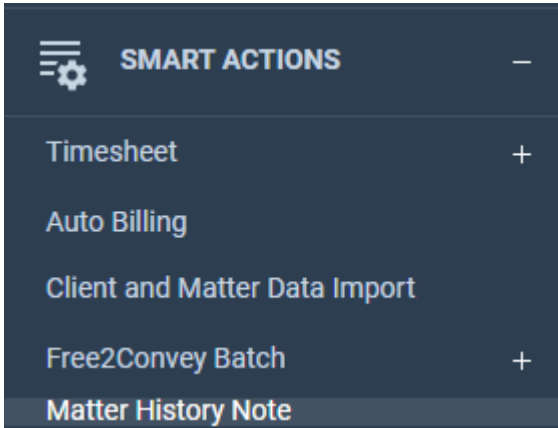 SMART ACTIONS –
Timesheet +
Auto Billing
Client and Matter Data Import
Free2Convey Batch +
Matter History Note